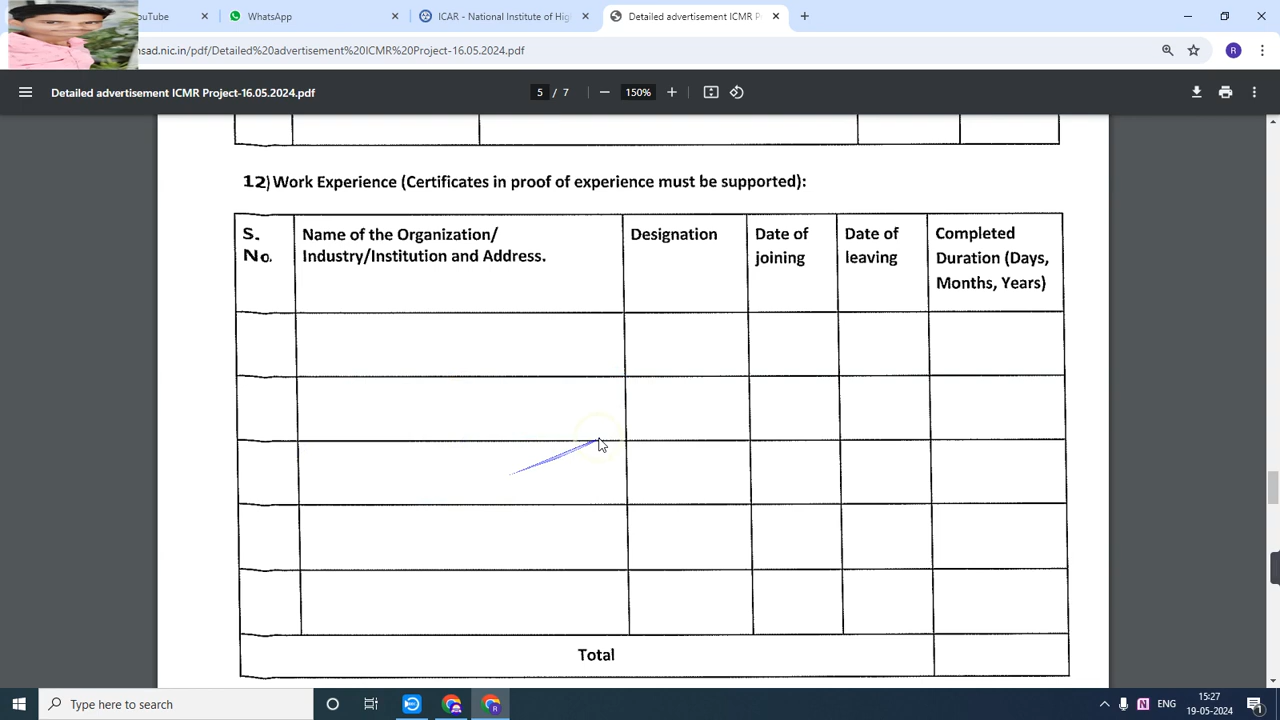 ouTube
WhatsApp
ICAR - National Institute of Hi
Detailed advertisement ICMR P
nsad.nic.in/pdf/Detailed%20advertisement%20ICMR%20Project-16.05.2024.pdf
R
Detailed advertisement ICMR Project-16.05.2024.pdf
5 / 7
150%
12) Work Experience (Certificates in proof of experience must be supported):
S. No.
Name of the Organization/ Industry/Institution and Address.
Designation
Date of joining
Date of leaving
Completed Duration (Days, Months, Years)
Total
Type here to search
ENG
15:27
19-05-2024